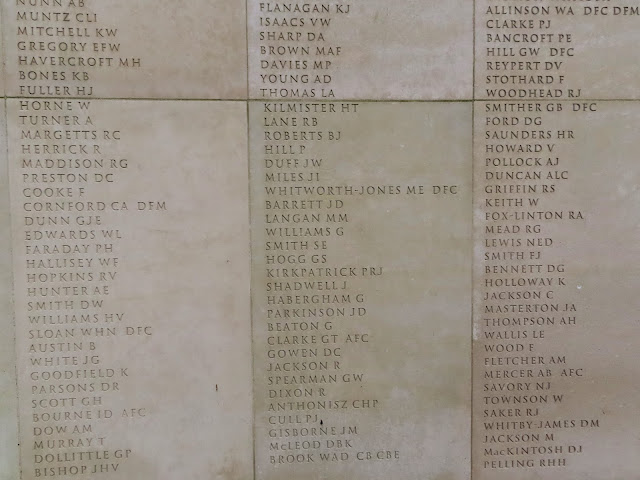 NUNN AB
MUNTZ CLI
MITCHELL KW
GREGORY EFW
HAVERCROFT MH
BONES KB
FULLER HJ
HORNE W
TURNER A
MARGETTS RC
HERRICK R
MADDISON RG
PRESTON DC
COOKE F
CORNFORD CA DFM
DUNN GJE
EDWARDS WL
FARADAY PH
HALLISEY WF
HOPKINS RV
HUNTER AE
SMITH DW
WILLIAMS HV
SLOAN WHN DFC
AUSTIN B
WHITE JG
GOODFIELD K
PARSONS DR
SCOTT GH
BOURNE ID AFC
DOW AM
MURRAY T
DOLLITTLE GP
BISHOP JHV
FLANAGAN KJ
ISAACS VW
SHARP DA
BROWN MAF
DAVIES MP
YOUNG AD
THOMAS LA
KILMISTER HT
LANE RB
ROBERTS BJ
HILL P
DUFF JW
MILES JI
WHITWORTH-JONES ME DFC
BARRETT JD
LANGAN MM
WILLIAMS G
SMITH SE
HOGG GS
KIRKPATRICK PRJ
SHADWELL J
HABERGHAM G
PARKINSON JD
BEATON G
CLARKE GT AFC
GOWEN DC
JACKSON R
SPEARMAN GW
DIXON R
ANTHONISZ CHP
CULL PJ
GISBORNE JM
McLEOD DBK
BROOK WAD CB CBE
ALLINSON WA DFC DFM
CLARKE PJ
BANCROFT PE
HILL GW DFC
REYPERT DV
STOTHARD F
WOODHEAD RJ
SMITHER GB DFC
FORD DG
SAUNDERS HR
HOWARD V
POLLOCK AJ
DUNCAN ALC
GRIFFIN RS
KEITH W
FOX-LINTON RA
MEAD RG
LEWIS NED
SMITH FJ
BENNETT DG
HOLLOWAY K
JACKSON C
MASTERTON JA
THOMPSON AH
WALLIS LE
WOOD F
FLETCHER AM
MERCER AB AFC
SAVORY NJ
TOWNSON W
SAKER RJ
WHITBY-JAMES DM
JACKSON M
MacKINTOSH DJ
PELLING RHH